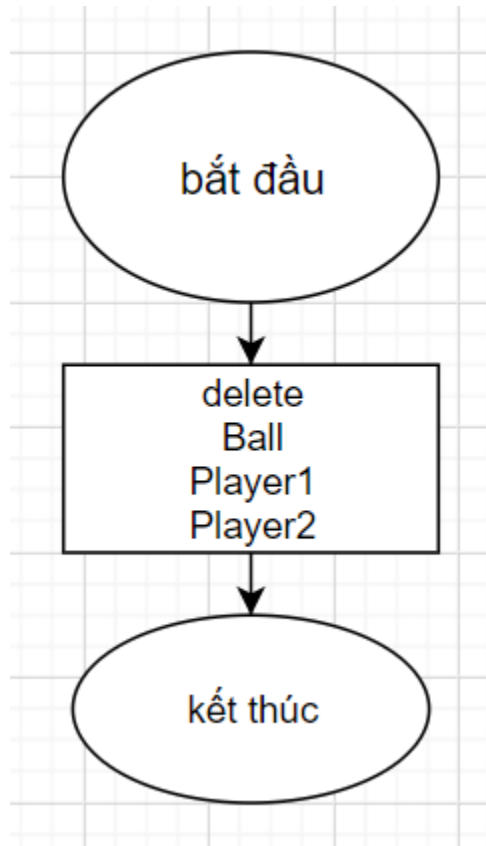 bắt đầu
delete
Ball
Player1
Player2
kết thúc